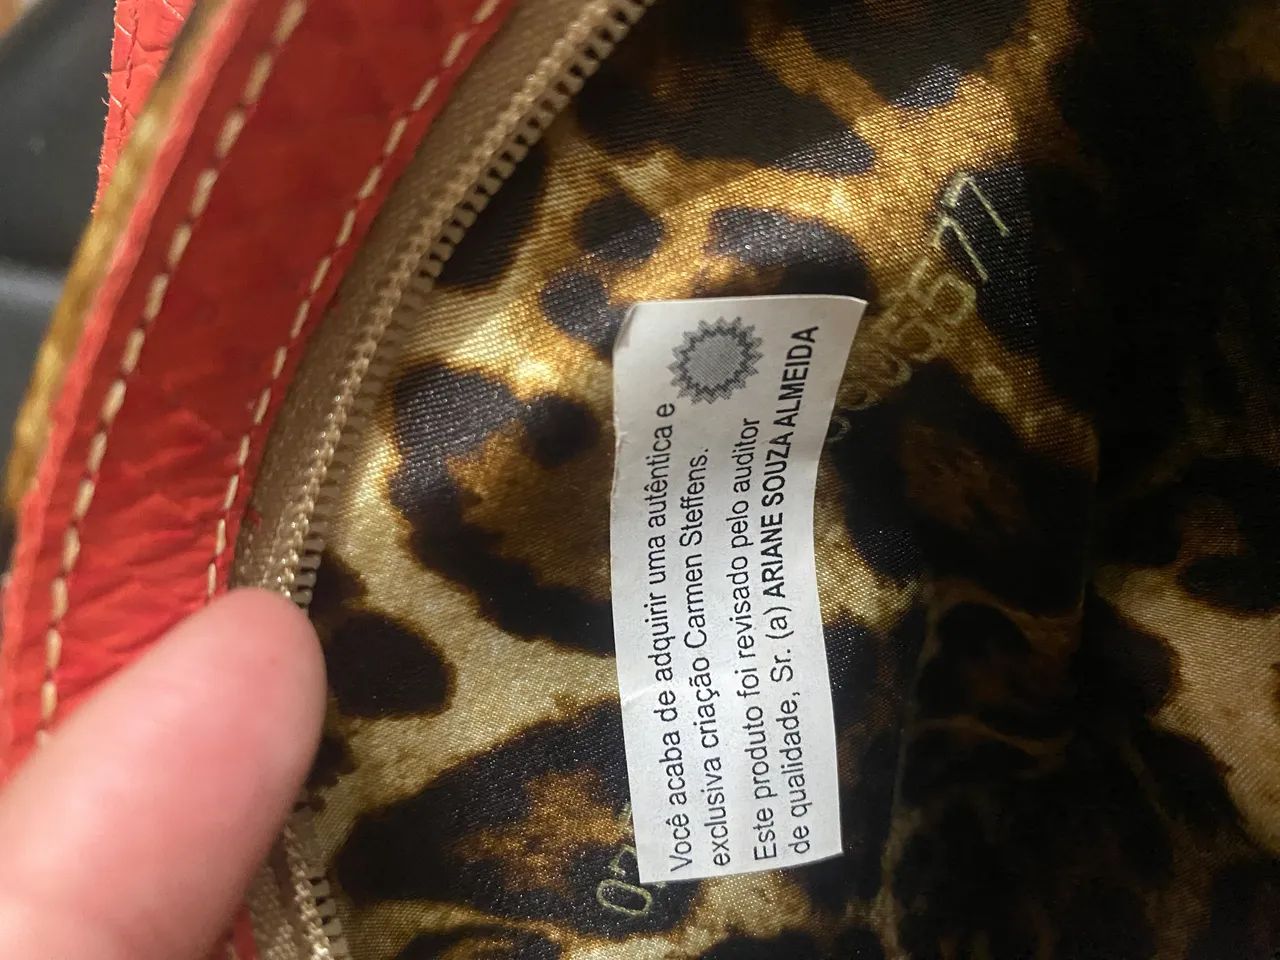 Você acaba de adquirir uma autêntica e
exclusiva criação Carmen Steffens.
Este produto foi revisado pelo auditor
de qualidade, Sr. (a) ARIANE SOUZA ALMEIDA